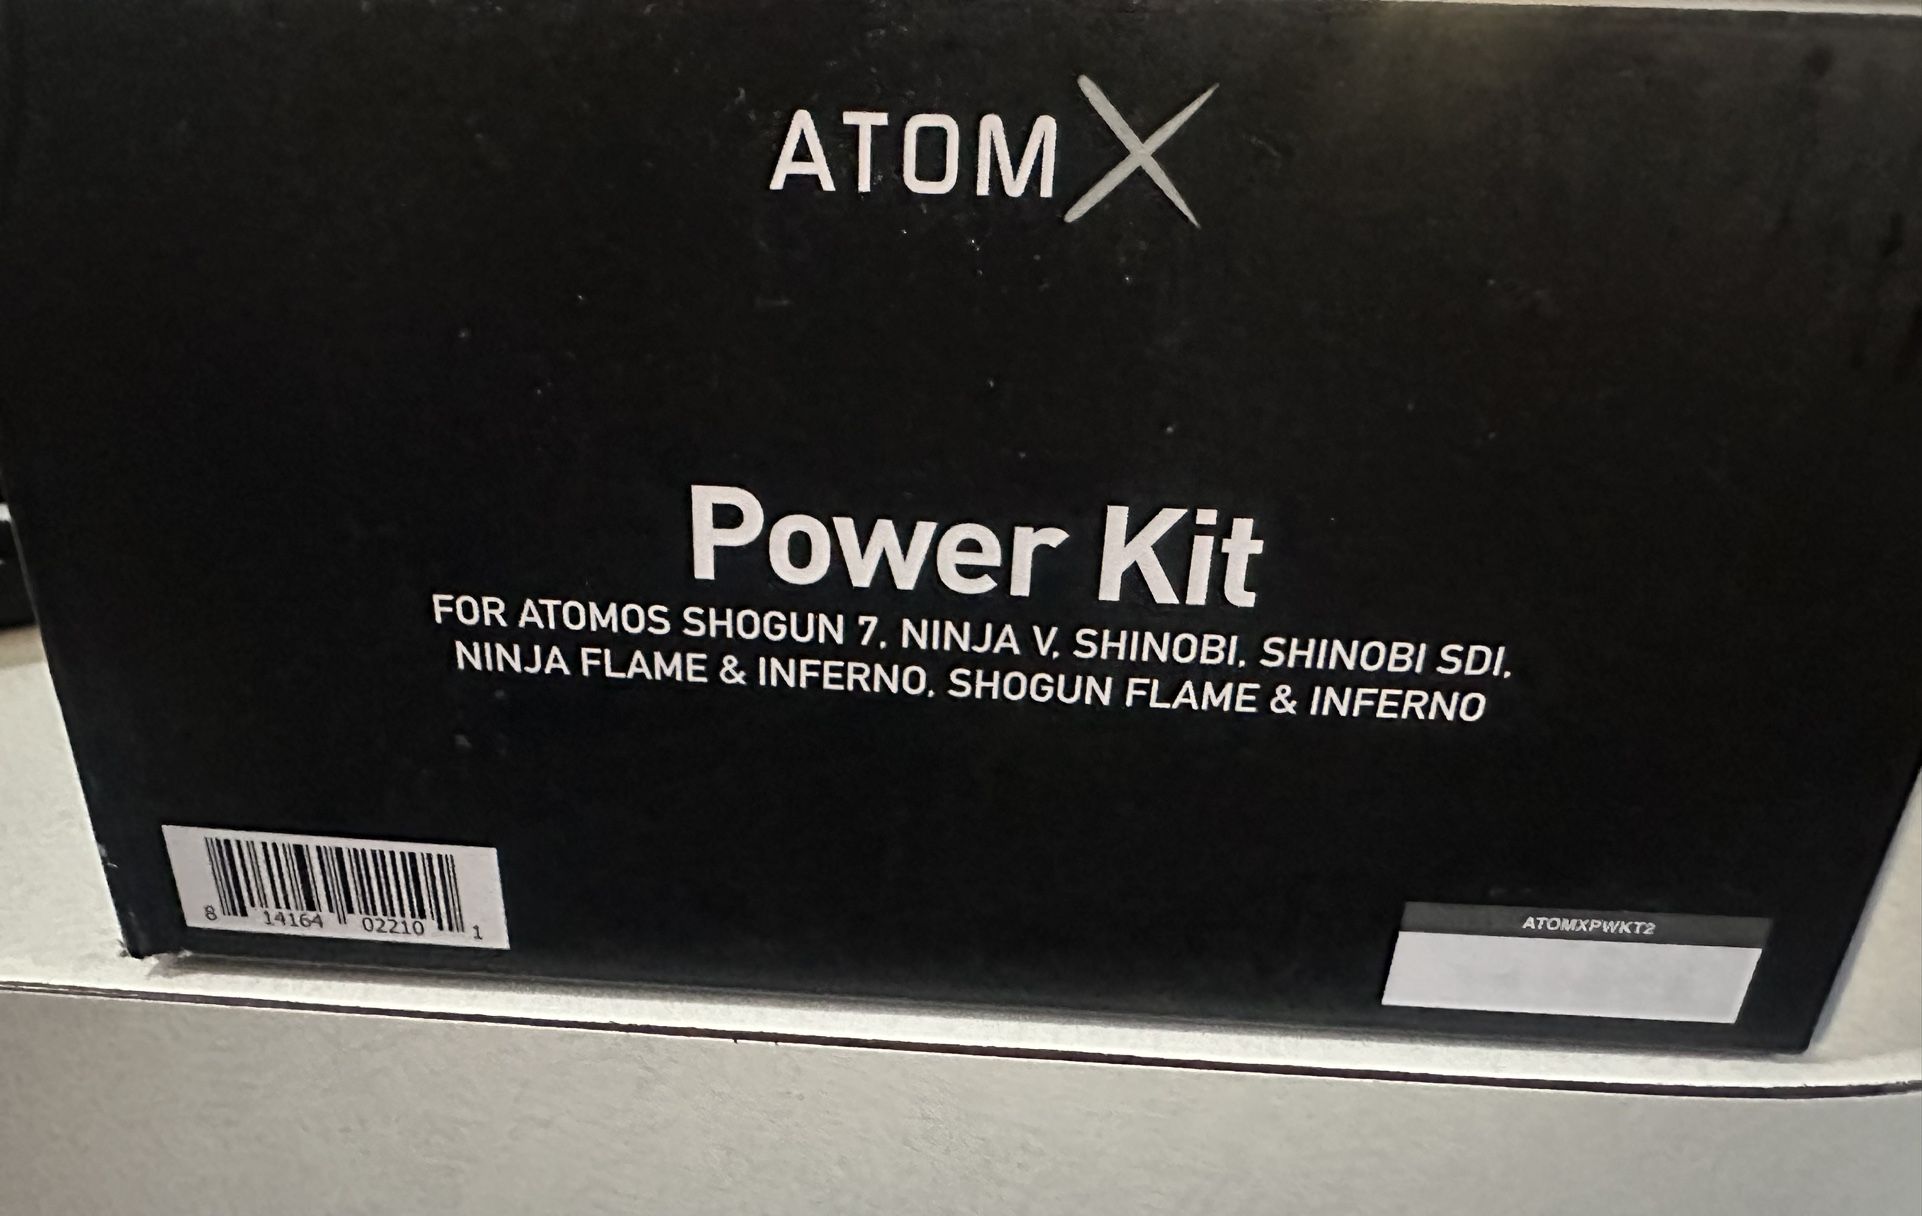 ATOMX
Power Kit
FOR ATOMOS SHOGUN 7, NINJA V, SHINOBI, SHINOBI SDI,
NINJA FLAME & INFERNO, SHOGUN FLAME & INFERNO
8 14164 02210 1
ATOMXPWKT2